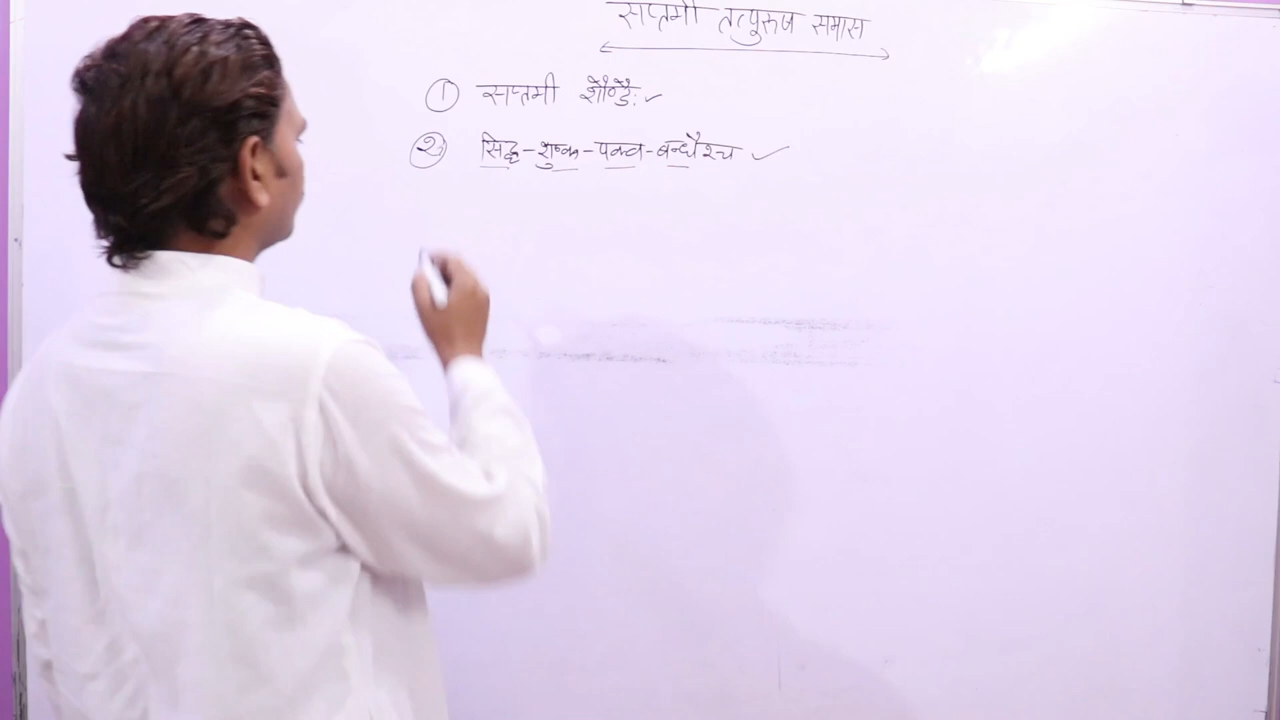 सप्तमी तत्पुरूष समास
① सप्तमी शौण्डैः ✓
② सिद्ध-शुष्क-पक्व-बन्धैश्च ✓